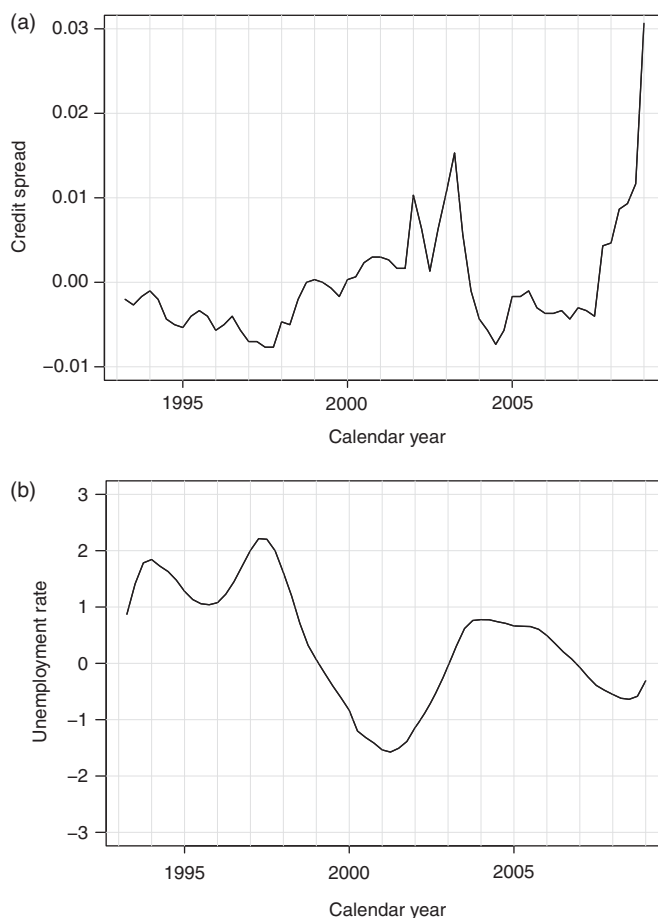 (a)
0.03
0.02
0.01
0.00
−0.01
Credit spread
1995 2000 2005
Calendar year
(b)
3
2
1
0
−1
−2
−3
Unemployment rate
1995 2000 2005
Calendar year